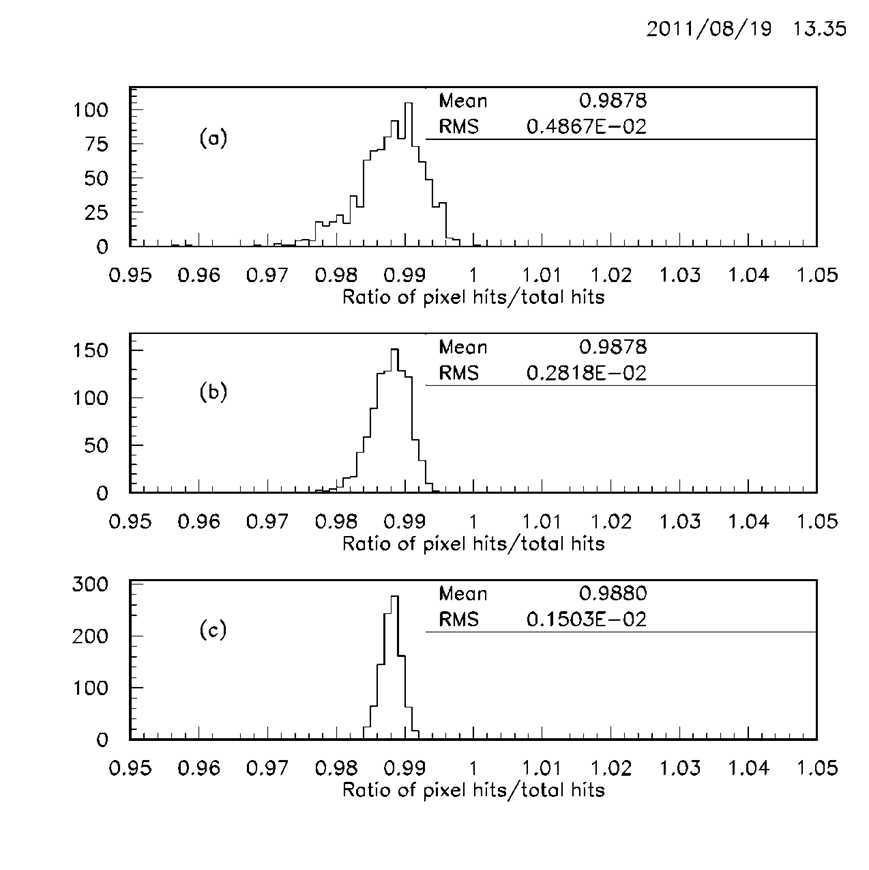 2011/08/19 13.35
Mean 0.9878
RMS 0.4867E-02
(a)
100
75
50
25
0
0.95 0.96 0.97 0.98 0.99 1 1.01 1.02 1.03 1.04 1.05
Ratio of pixel hits/total hits
Mean 0.9878
RMS 0.2818E-02
(b)
150
100
50
0
0.95 0.96 0.97 0.98 0.99 1 1.01 1.02 1.03 1.04 1.05
Ratio of pixel hits/total hits
Mean 0.9880
RMS 0.1503E-02
(c)
300
200
100
0
0.95 0.96 0.97 0.98 0.99 1 1.01 1.02 1.03 1.04 1.05
Ratio of pixel hits/total hits